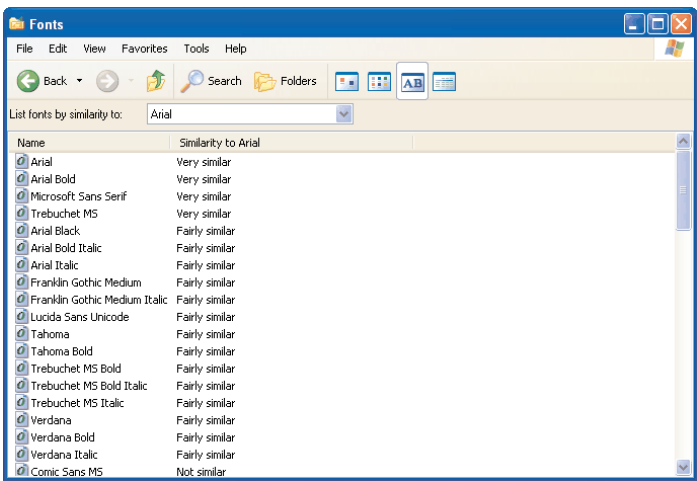 Fonts
File Edit View Favorites Tools Help
Back Search Folders AB
List fonts by similarity to: Arial
Name Similarity to Arial
Arial Very similar
Arial Bold Very similar
Microsoft Sans Serif Very similar
Trebuchet MS Very similar
Arial Black Fairly similar
Arial Bold Italic Fairly similar
Arial Italic Fairly similar
Franklin Gothic Medium Fairly similar
Franklin Gothic Medium Italic Fairly similar
Lucida Sans Unicode Fairly similar
Tahoma Fairly similar
Tahoma Bold Fairly similar
Trebuchet MS Bold Fairly similar
Trebuchet MS Bold Italic Fairly similar
Trebuchet MS Italic Fairly similar
Verdana Fairly similar
Verdana Bold Fairly similar
Verdana Italic Fairly similar
Comic Sans MS Not similar